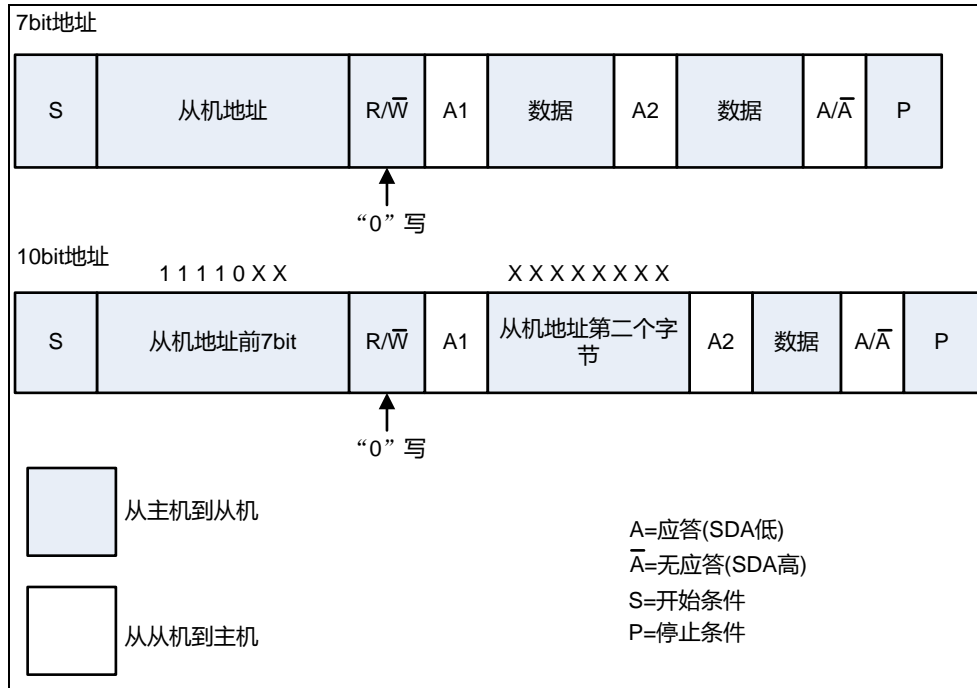 7bit地址
S 从机地址 R/W̅ A1 数据 A2 数据 A/A̅ P
“0”写
10bit地址
1 1 1 1 0 X X X X X X X X X X
S 从机地址前7bit R/W̅ A1 从机地址第二个字 A2 数据 A/A̅ P
节
“0”写
从主机到从机
从从机到主机
A=应答(SDA低)
A̅=无应答(SDA高)
S=开始条件
P=停止条件